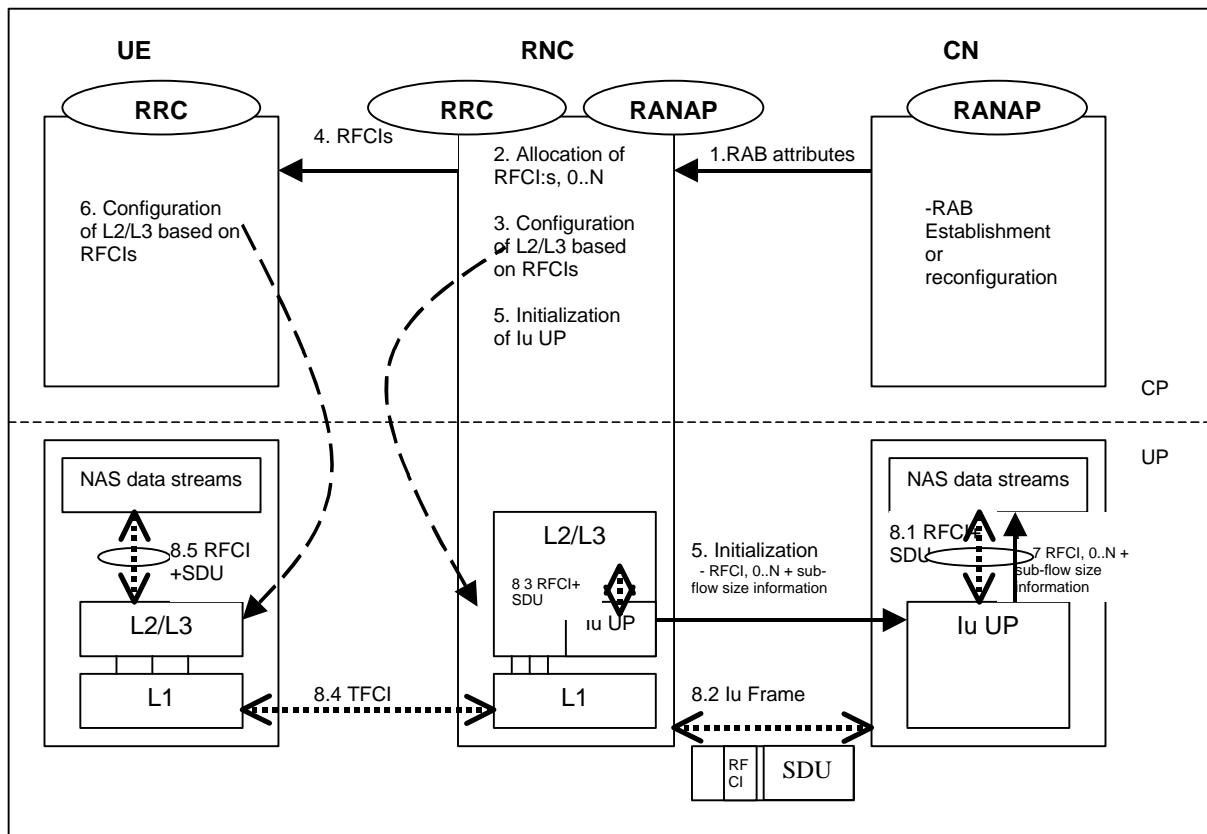 UE
RNC
CN
RRC
RRC
RANAP
RANAP
4. RFCIs
2. Allocation of
RFCI:s, 0..N
1.RAB attributes
6. Configuration
of L2/L3 based on
RFCIs
3. Configuration
of L2/L3 based
on RFCIs
-RAB
Establishment
or
reconfiguration
5. Initialization
of Iu UP
CP
UP
NAS data streams
NAS data streams
8.5 RFCI
+SDU
L2/L3
8 3 RFCI+
SDU
Iu UP
5. Initialization
- RFCI, 0..N + sub-
flow size information
8.1 RFCI+
SDU
7 RFCI, 0..N +
sub-flow size
information
L2/L3
Iu UP
L1
8.4 TFCI
L1
8.2 Iu Frame
RF
CI
SDU